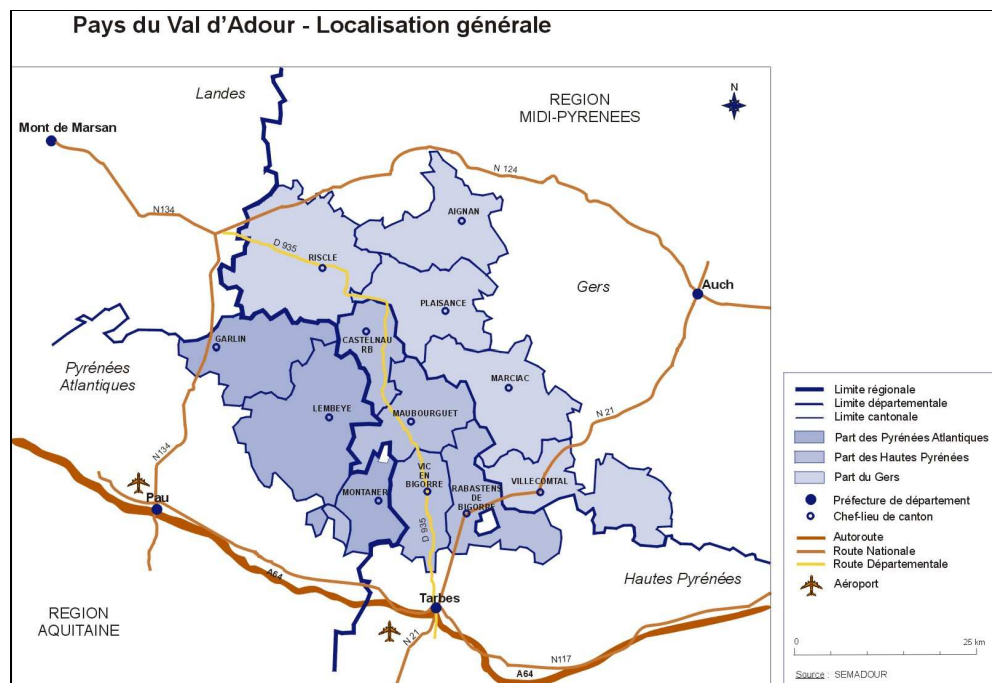 Pays du Val d'Adour - Localisation générale
Landes
REGION
MIDI-PYRENEES
N
Mont de Marsan
N 124
N134
AIGNAN
D 935
RISCLE
Gers
Auch
PLAISANCE
GARLIN
CASTELNAU
RB
Pyrénées
Atlantiques
MARCIAC
LEMBEYE
MAUBOURGUET
N 21
N134
VIC
EN
BIGORRE
MONTANER
RABASTENS
DE
BIGORRE
VILLECOMTAL
Pau
D 935
A64
Hautes Pyrénées
Tarbes
REGION
AQUITAINE
N 21
N117
A64
Limite régionale
Limite départementale
Limite cantonale
Part des Pyrénées Atlantiques
Part des Hautes Pyrénées
Part du Gers
Préfecture de département
Chef-lieu de canton
Autoroute
Route Nationale
Route Départementale
Aéroport
0 25 km
Source : SEMADOUR